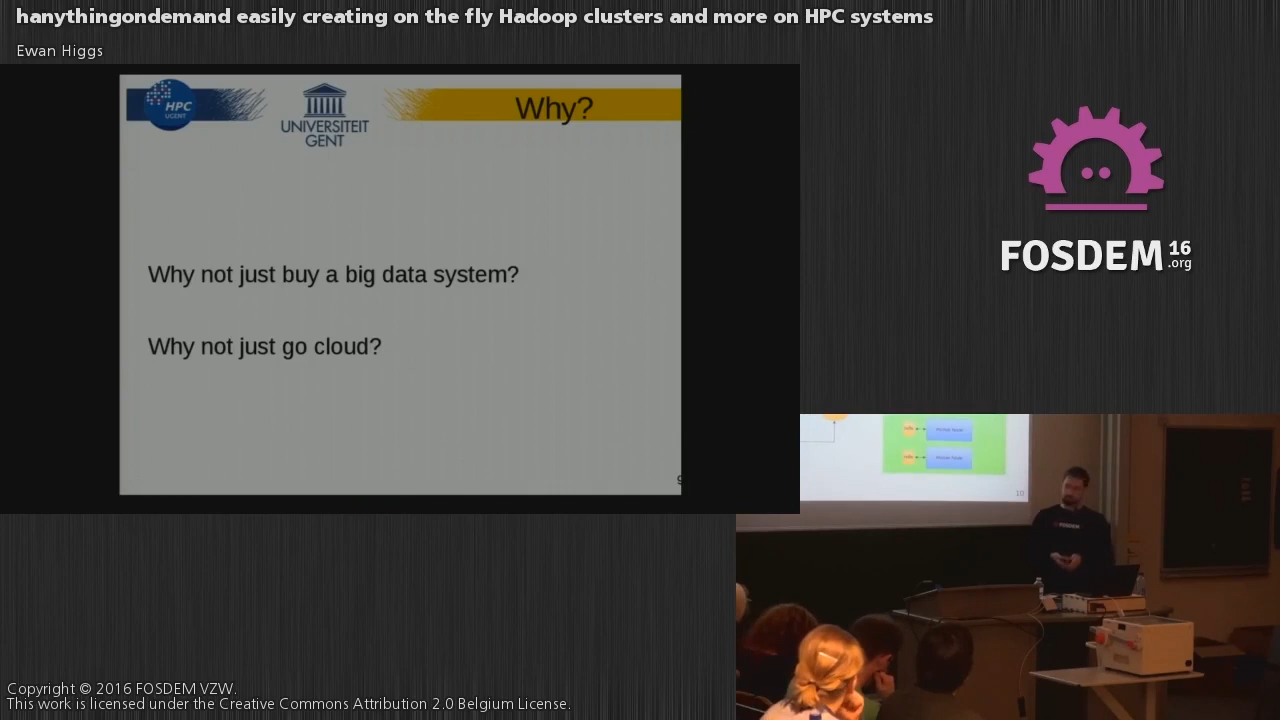 hanythingondemand easily creating on the fly Hadoop clusters and more on HPC systems
Ewan Higgs
HPC
UGENT
UNIVERSITEIT
GENT
Why?
Why not just buy a big data system?
Why not just go cloud?
9
FOSDEM 16
.org
10
FOSDEM
Copyright © 2016 FOSDEM VZW.
This work is licensed under the Creative Commons Attribution 2.0 Belgium License.